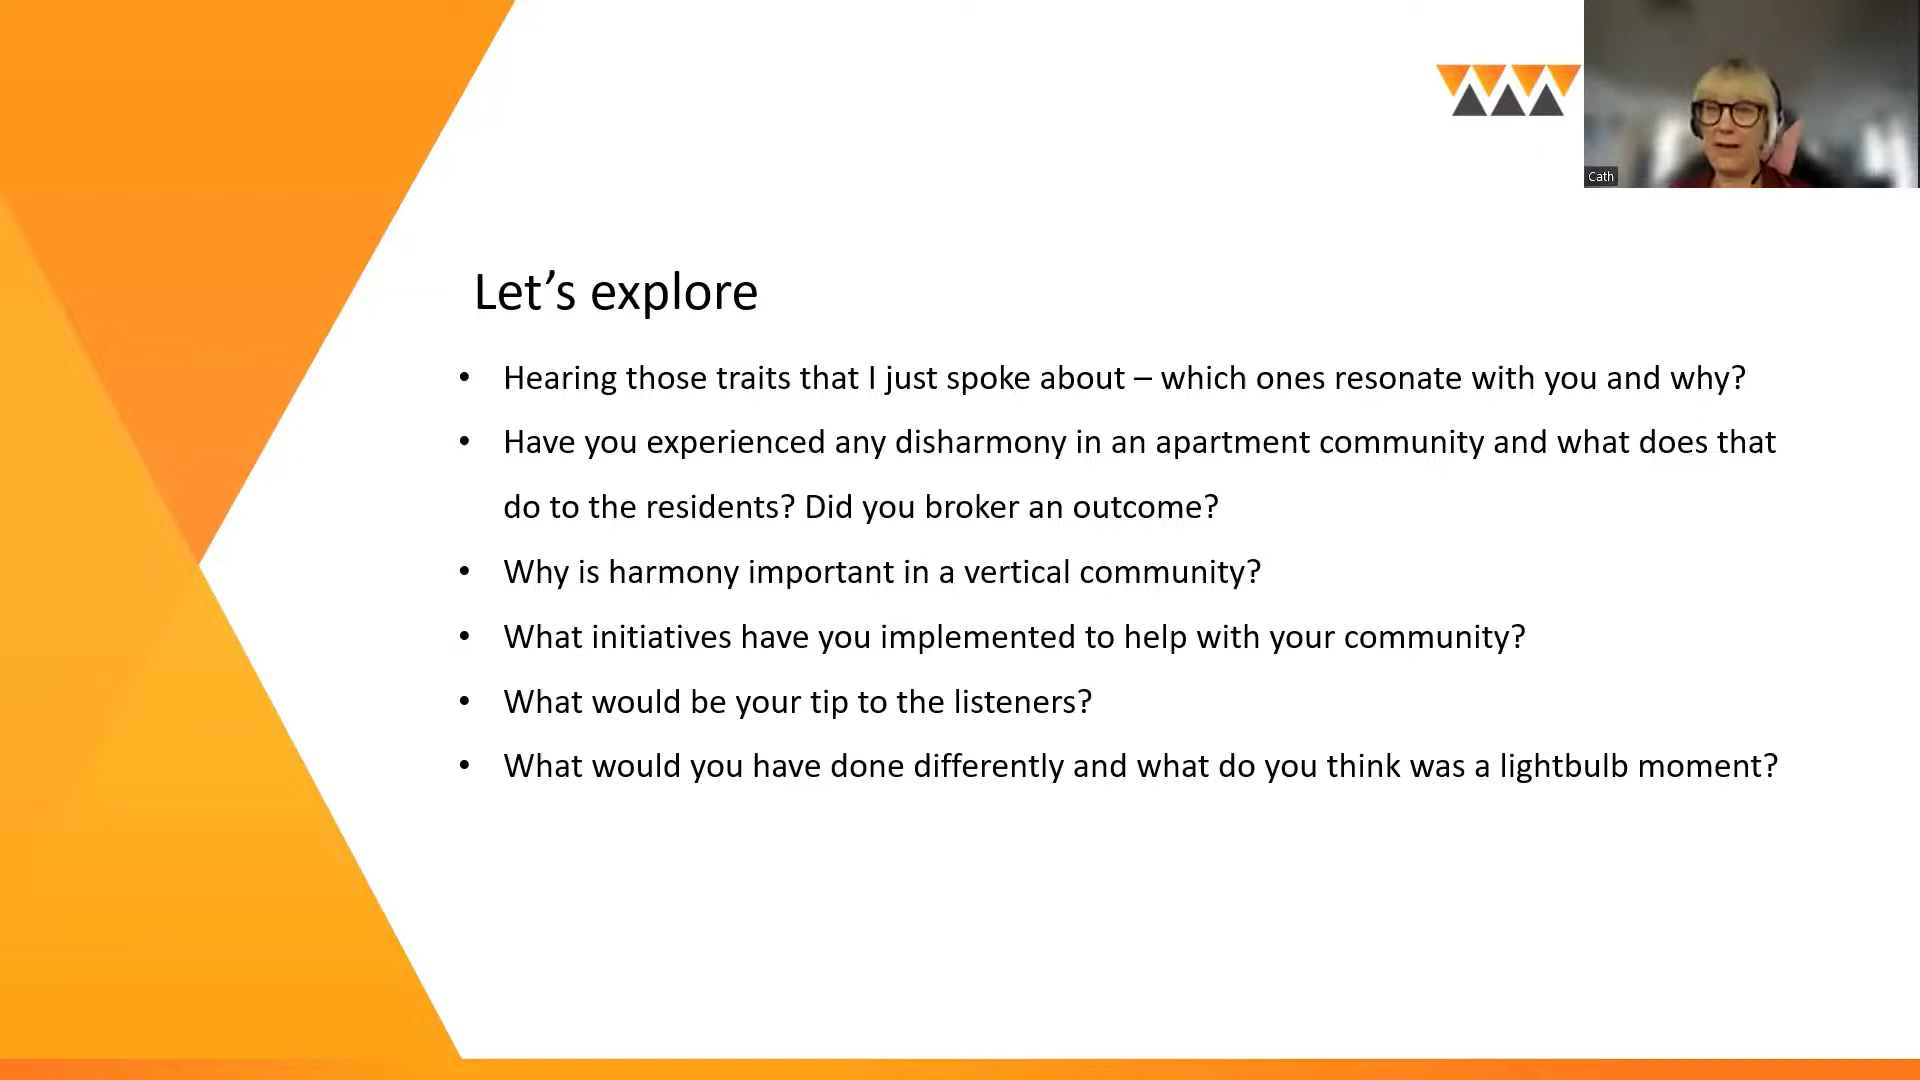 Cath
Let’s explore
• Hearing those traits that I just spoke about – which ones resonate with you and why?
• Have you experienced any disharmony in an apartment community and what does that
do to the residents? Did you broker an outcome?
• Why is harmony important in a vertical community?
• What initiatives have you implemented to help with your community?
• What would be your tip to the listeners?
• What would you have done differently and what do you think was a lightbulb moment?